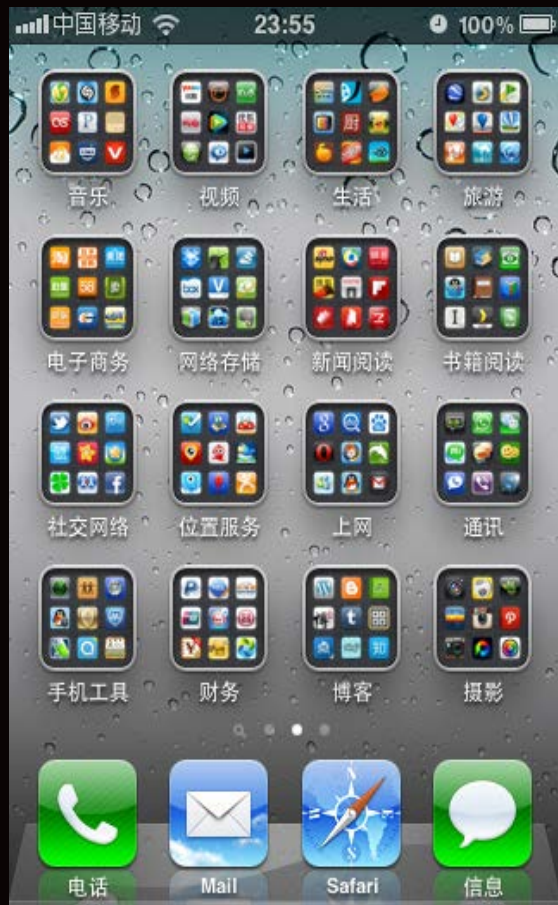 中国移动 23:55 100%
音乐 视频 生活 旅游
电子商务 网络存储 新闻阅读 书籍阅读
社交网络 位置服务 上网 通讯
手机工具 财务 博客 摄影
电话 Mail Safari 信息